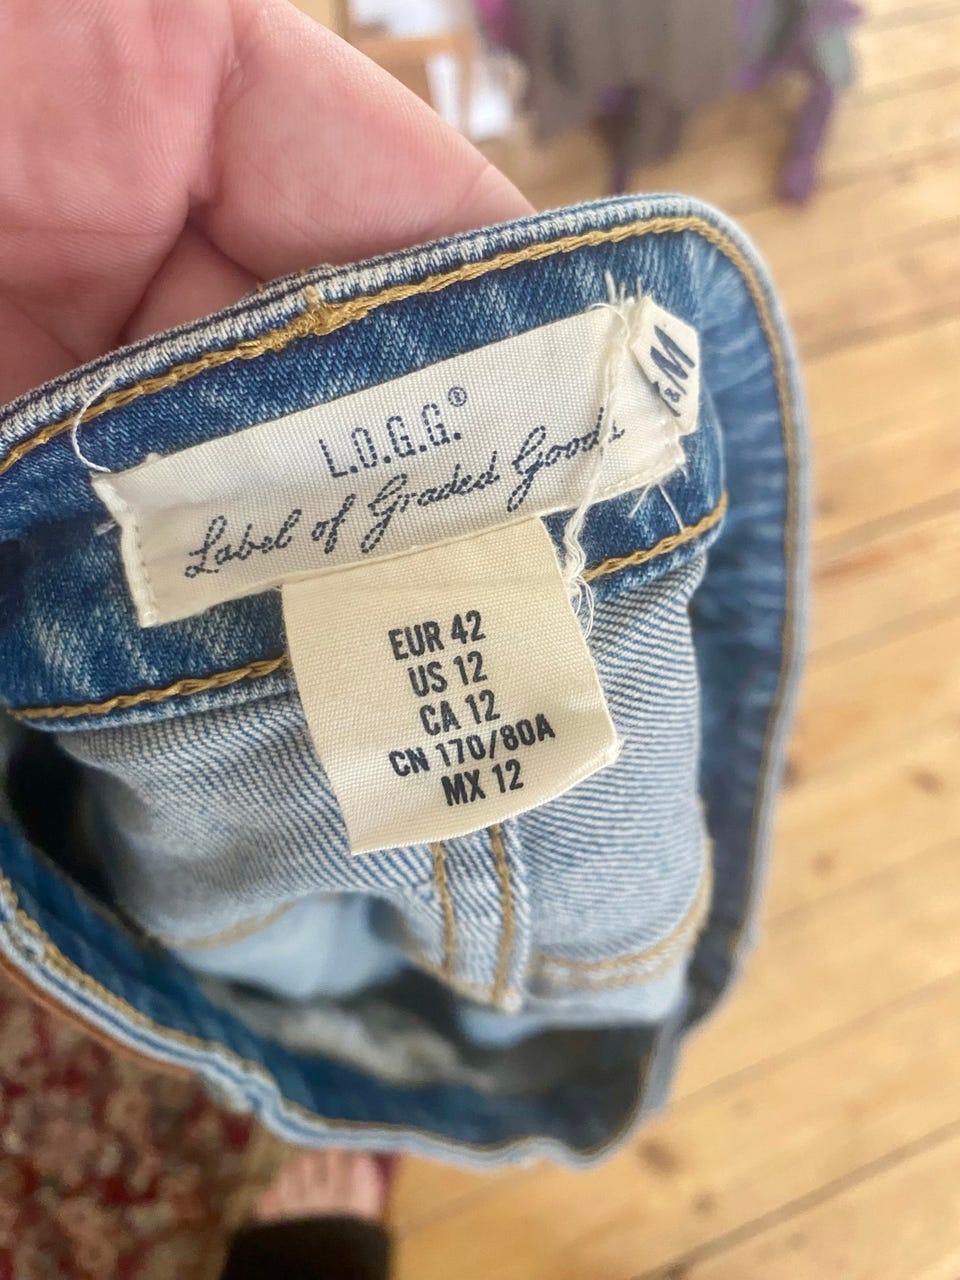 L.O.G.G.®
Label of Graded Goods
&M
EUR 42
US 12
CA 12
CN 170/80A
MX 12